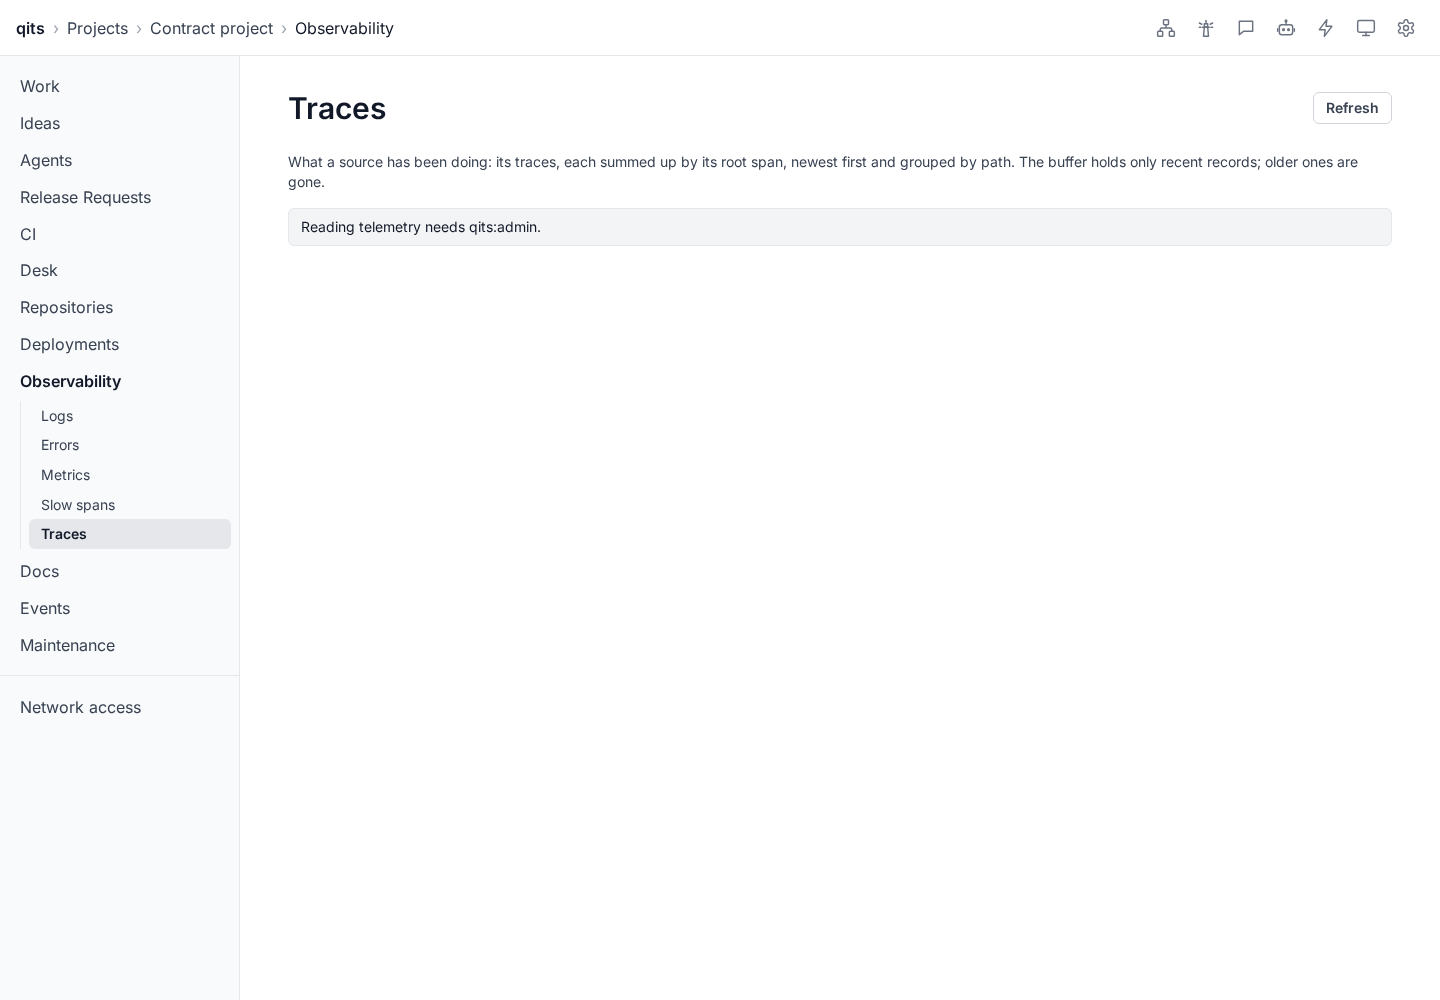 qits › Projects › Contract project › Observability
Work
Ideas
Agents
Release Requests
CI
Desk
Repositories
Deployments
Observability
Logs
Errors
Metrics
Slow spans
Traces
Docs
Events
Maintenance
Network access
Traces
Refresh
What a source has been doing: its traces, each summed up by its root span, newest first and grouped by path. The buffer holds only recent records; older ones are
gone.
Reading telemetry needs qits:admin.